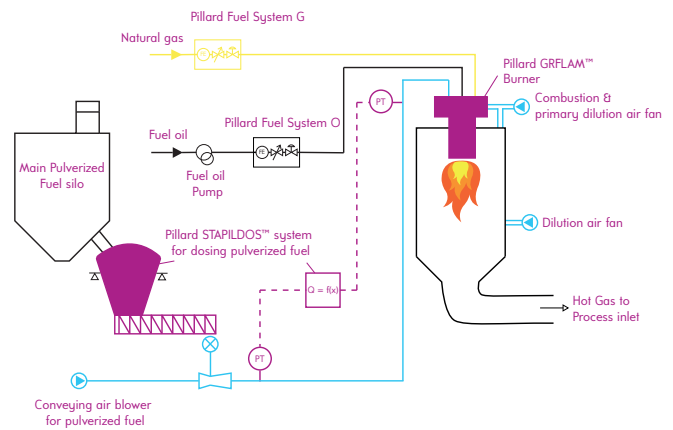 Pillard Fuel System G
Natural gas
Pillard GRFLAM™
Burner
Combustion &
primary dilution air fan
PT
Pillard Fuel System O
Fuel oil
FE
Fuel oil
Pump
Main Pulverized
Fuel silo
Pillard STAPILDOS™ system
for dosing pulverized fuel
Dilution air fan
Q = f(x)
Hot Gas to
Process inlet
PT
Conveying air blower
for pulverized fuel